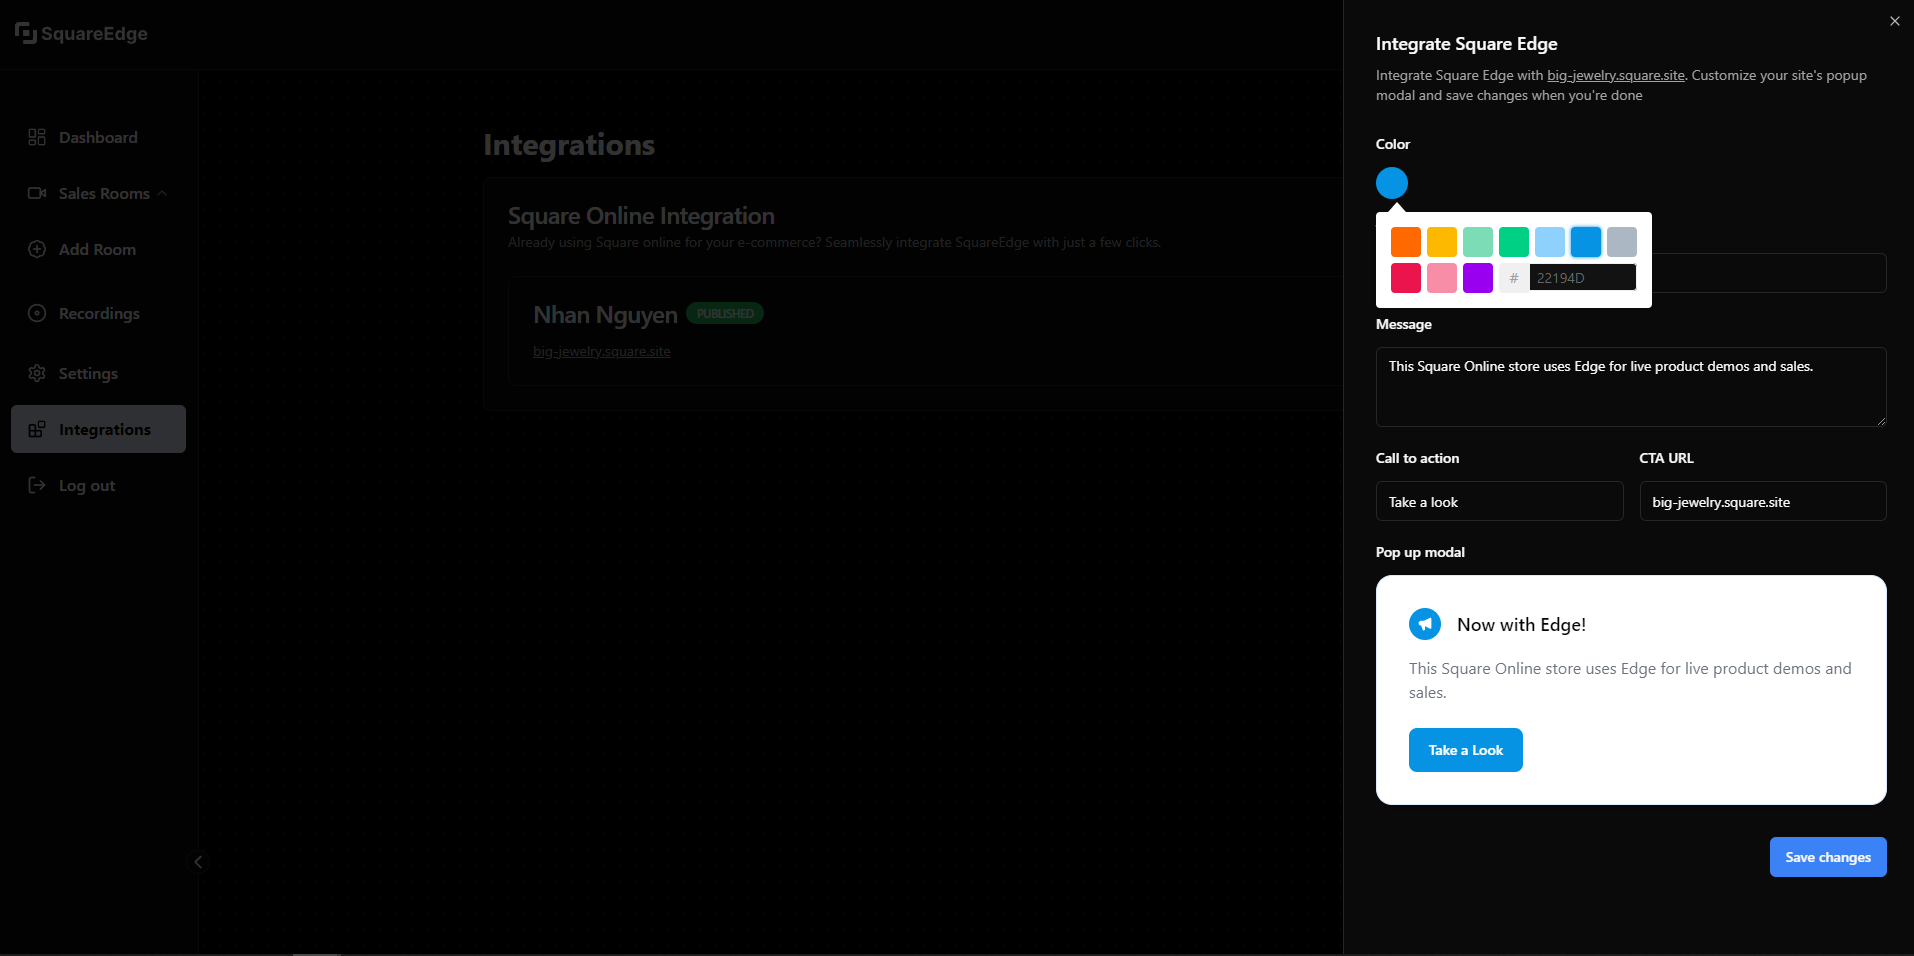 SquareEdge
Dashboard
Sales Rooms
Add Room
Recordings
Settings
Integrations
Log out
Integrations
Square Online Integration
Already using Square online for your e-commerce? Seamlessly integrate SquareEdge with just a few clicks.
Nhan Nguyen PUBLISHED
big-jewelry.square.site
Integrate Square Edge
Integrate Square Edge with big-jewelry.square.site. Customize your site's popup
modal and save changes when you're done
Color
# 22194D
Message
This Square Online store uses Edge for live product demos and sales.
Call to action
CTA URL
Take a look
big-jewelry.square.site
Pop up modal
Now with Edge!
This Square Online store uses Edge for live product demos and
sales.
Take a Look
Save changes